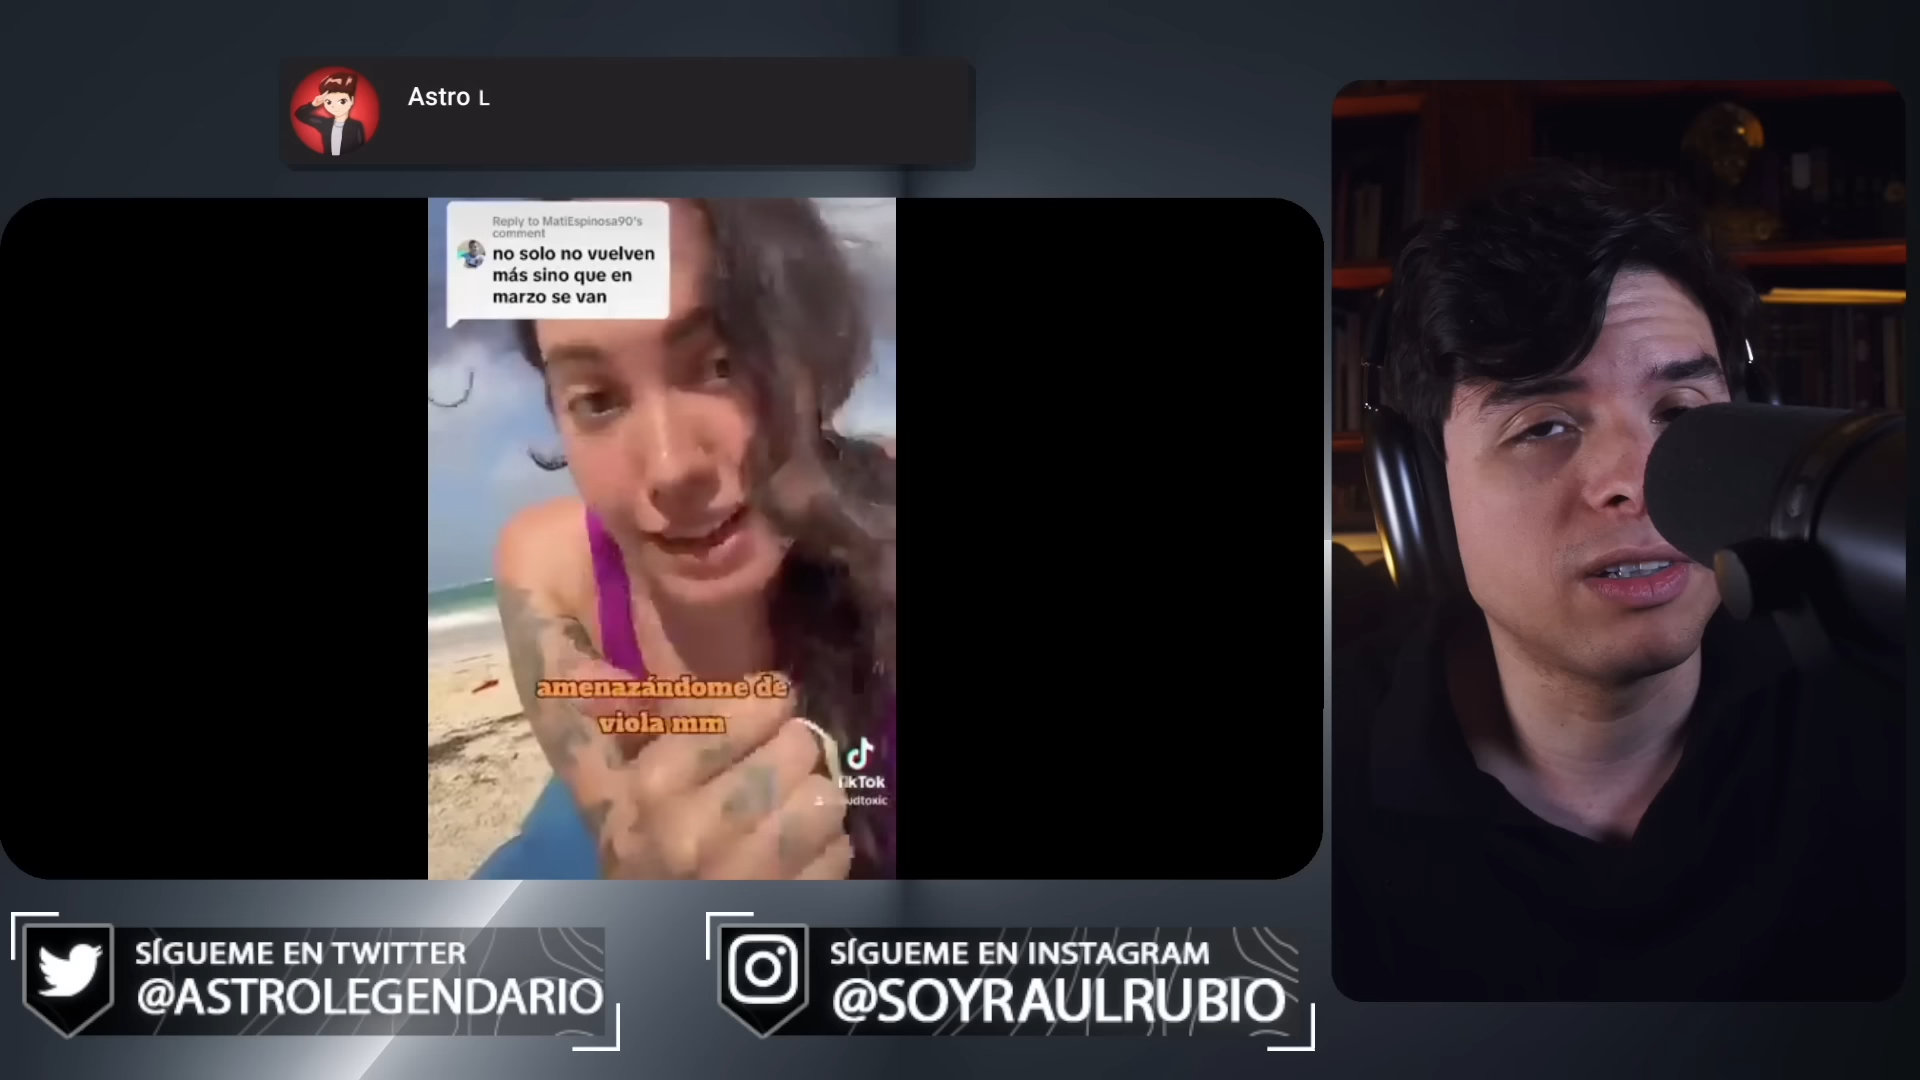 Astro L
Reply to MatiEspinosa90's
comment
no solo no vuelven
más sino que en
marzo se van
amenazándome de
viola mm
TikTok
SÍGUEME EN TWITTER
@ASTROLEGENDARIO
SÍGUEME EN INSTAGRAM
@SOYRAULRUBIO